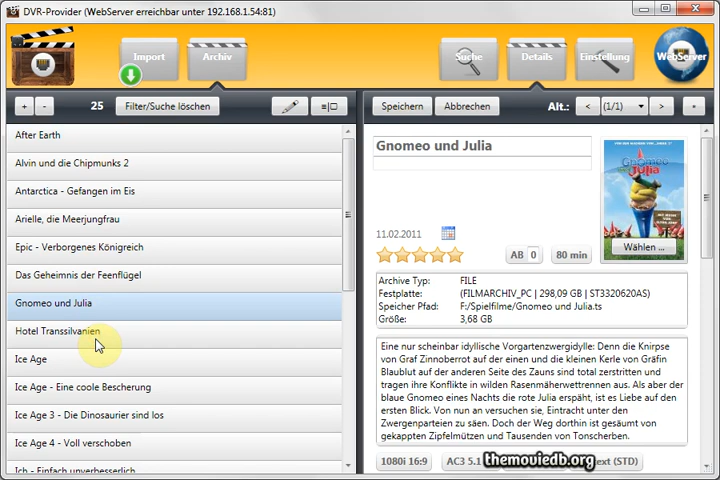 DVR-Provider (WebServer erreichbar unter 192.168.1.54:81)
Import
Archiv
Suche
Details
Einstellung
WebServer
+
-
25
Filter/Suche löschen
Speichern
Abbrechen
Alt.:
<
(1/1)
>
After Earth
Alvin und die Chipmunks 2
Antarctica - Gefangen im Eis
Arielle, die Meerjungfrau
Epic - Verborgenes Königreich
Das Geheimnis der Feenflügel
Gnomeo und Julia
Hotel Transsilvanien
Ice Age
Ice Age - Eine coole Bescherung
Ice Age 3 - Die Dinosaurier sind los
Ice Age 4 - Voll verschoben
Ich - Einfach unverbesserlich
Gnomeo und Julia
Gnomeo
Julia
Wählen ...
11.02.2011
AB 0
80 min
Archive Typ: FILE
Festplatte: (FILMARCHIV_PC | 298,09 GB | ST3320620AS)
Speicher Pfad: F:/Spielfilme/Gnomeo und Julia.ts
Größe: 3,68 GB
Eine nur scheinbar idyllische Vorgartenzwergidylle: Denn die Knirpse
von Graf Zinnoberrot auf der einen und die kleinen Kerle von Gräfin
Blaublut auf der anderen Seite des Zauns sind total zerstritten und
tragen ihre Konflikte in wilden Rasenmäherwettrennen aus. Als aber der
blaue Gnomeo eines Nachts die rote Julia erspäht, ist es Liebe auf den
ersten Blick. Von nun an versuchen sie, Eintracht unter den
Zwergenparteien zu säen. Doch der Weg dorthin ist gesäumt von
gekappten Zipfelmützen und Tausenden von Tonscherben.
1080i 16:9
AC3 5.1
ext (STD)
themoviedb.org